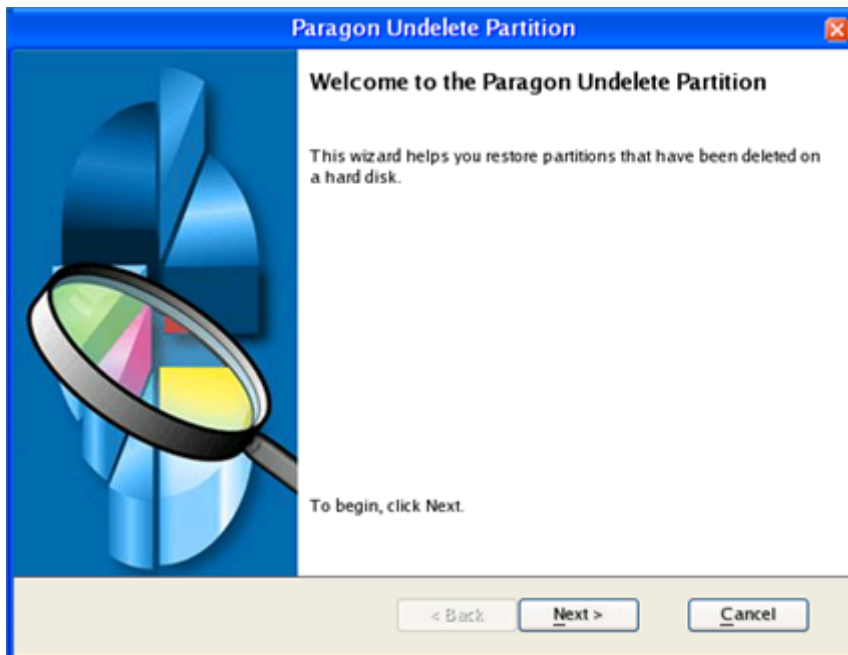 Paragon Undelete Partition
Welcome to the Paragon Undelete Partition
This wizard helps you restore partitions that have been deleted on
a hard disk.
To begin, click Next.
< Back
Next >
Cancel